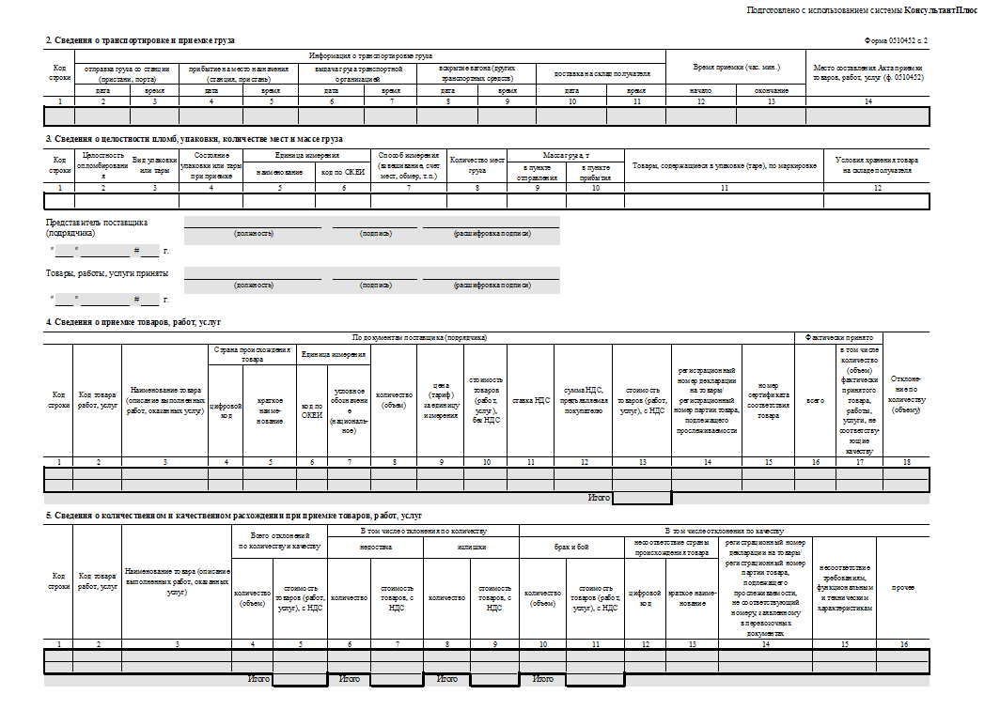 Подготовлено с использованием системы КонсультантПлюс
2. Сведения о транспортировке и приемке груза
Форма 0510452 с. 2
Код строки
Информация о транспортировке груза
отправка груза со станции (пристани, порта)
прибытие на место назначения (станция, пристань)
выдача груза транспортной организацией
вскрытие вагона (других транспортных средств)
доставка на склад получателя
Время приемки (час. мин.)
Место составления Акта приемки товаров, работ, услуг (ф. 0510452)
дата время дата время дата время дата время дата время начало окончание
1 2 3 4 5 6 7 8 9 10 11 12 13 14
3. Сведения о целостности пломб, упаковки, количестве мест и массе груза
Код строки
Целостность опломбировани я
Вид упаковки или тары
Состояние упаковки или тары при приемке
Единица измерения
наименование код по ОКЕИ
Способ измерения (взвешивание, счет мест, обмер, т.п.)
Количество мест груза
Масса груза, т
в пункте отправления
в пункте прибытия
Товары, содержащиеся в упаковке (таре), по маркировке
Условия хранения товара на складе получателя
1 2 3 4 5 6 7 8 9 10 11 12
Представитель поставщика
(подрядчика)
(должность) (подпись) (расшифровка подписи)
" " # г.
Товары, работы, услуги приняты
(должность) (подпись) (расшифровка подписи)
" " # г.
4. Сведения о приемке товаров, работ, услуг
По документам поставщика (подрядчика)
Фактически принято
Код строки
Код товара/ работ, услуг
Наименование товара (описание выполненных работ, оказанных услуг)
Страна происхождения товара
цифровой код
краткое наиме- нование
Единица измерения
код по ОКЕИ
условное обозначени е (националь- ное)
количество (объем)
цена (тариф) за единицу измерения
стоимость товаров (работ, услуг), без НДС
ставка НДС
сумма НДС, предъявляемая покупателю
стоимость товаров (работ, услуг), с НДС
регистрационный номер декларации на товары/ регистрационный номер партии товара, подлежащего прослеживаемости
номер сертификата соответствия товара
всего
в том числе количество (объем) фактически принятого товара, работы, услуги, не соответству- ющие качеству
Отклоне- ние по количеству (объему)
1 2 3 4 5 6 7 8 9 10 11 12 13 14 15 16 17 18
Итого
5. Сведения о количественном и качественном расхождении при приемке товаров, работ, услуг
Код строки
Код товара/ работ, услуг
Наименование товара (описание выполненных работ, оказанных услуг)
Всего отклонений по количеству и качеству
количество (объем)
стоимость товаров (работ, услуг), с НДС
В том числе отклонения по количеству
недостача
количество
стоимость товаров, с НДС
излишки
количество
стоимость товаров, с НДС
В том числе отклонения по качеству
брак и бой
количество (объем)
стоимость товаров (работ, услуг), с НДС
несоответствие страны происхождения товара
цифровой код
краткое наиме- нование
регистрационный номер декларации на товары/ регистрационный номер партии товара, подлежащего прослеживаемости, не соответствующий номеру, заявленному в перевозочных документах
несоответствие требованиям, функциональным и техническим характеристикам
прочее
1 2 3 4 5 6 7 8 9 10 11 12 13 14 15 16
Итого Итого Итого Итого